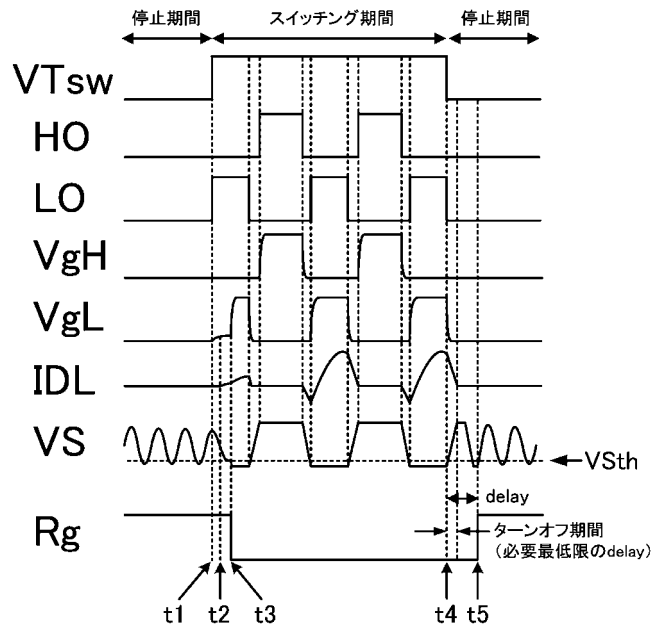 停止期間 スイッチング期間 停止期間
VTsw
HO
LO
VgH
VgL
IDL
VS
VSth
delay
Rg
ターンオフ期間
(必要最低限のdelay)
t1 t2 t3 t4 t5